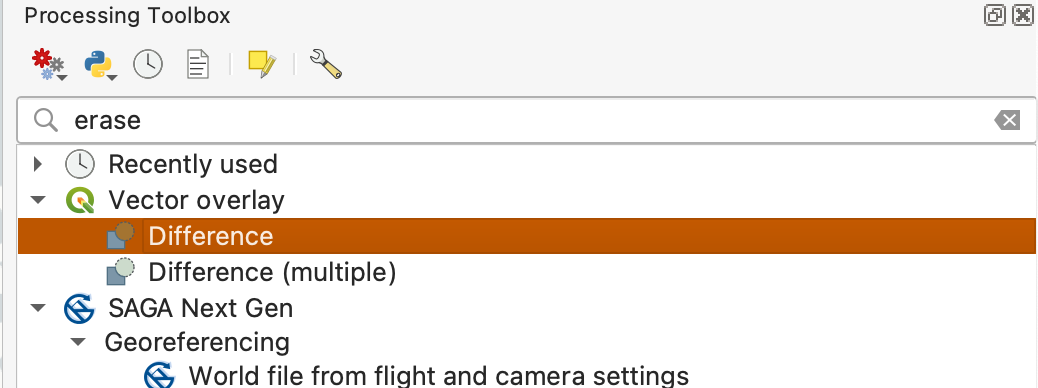 Processing Toolbox
erase
Recently used
Vector overlay
Difference
Difference (multiple)
SAGA Next Gen
Georeferencing
World file from flight and camera settings